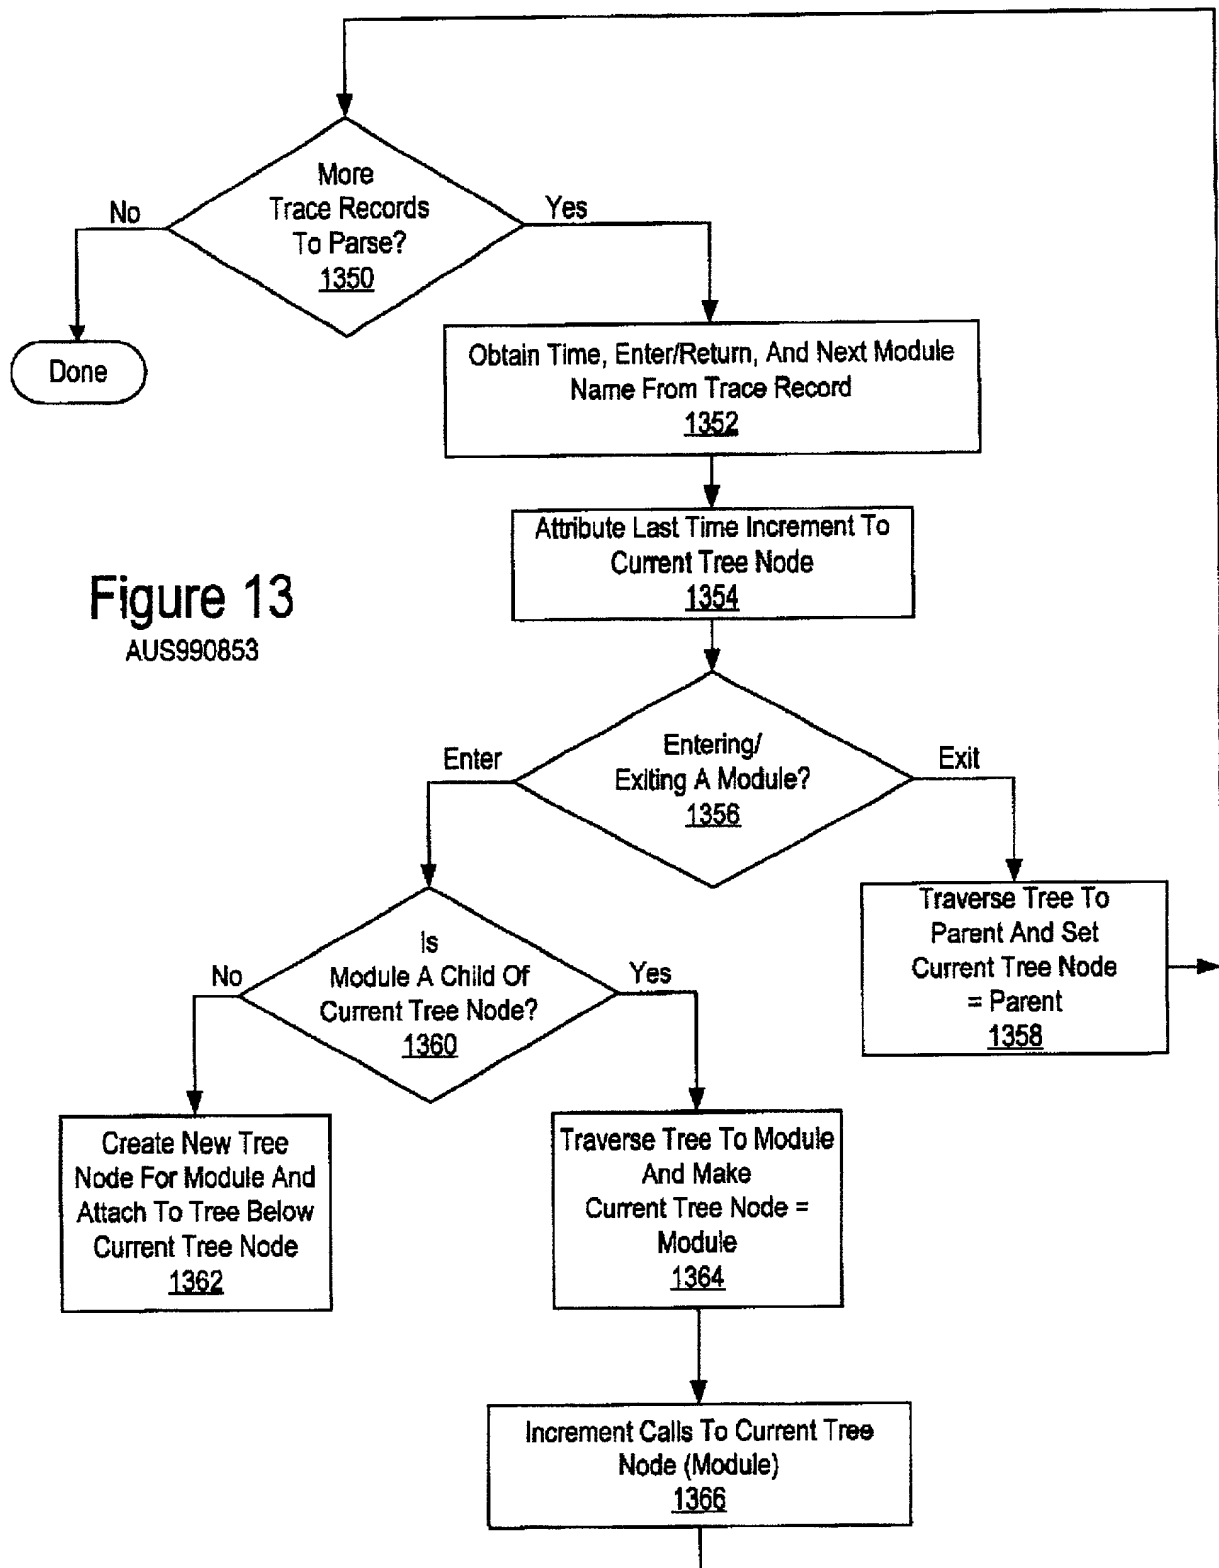 More
Trace Records
To Parse?
1350
No
Yes
Done
Obtain Time, Enter/Return, And Next Module
Name From Trace Record
1352
Attribute Last Time Increment To
Current Tree Node
1354
Figure 13
AUS990853
Entering/
Exiting A Module?
1356
Enter
Exit
Traverse Tree To
Parent And Set
Current Tree Node
= Parent
1358
Is
Module A Child Of
Current Tree Node?
1360
No
Yes
Create New Tree
Node For Module And
Attach To Tree Below
Current Tree Node
1362
Traverse Tree To Module
And Make
Current Tree Node =
Module
1364
Increment Calls To Current Tree
Node (Module)
1366